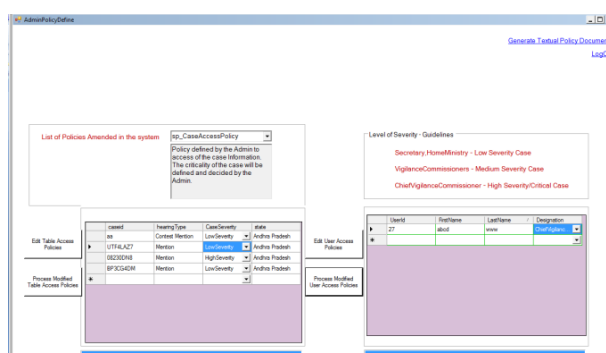 AdminPolicyDefine
Generate Textual Policy Documen
LogO
List of Policies Amended in the system
sp_CaseAccessPolicy
Policy defined by the Admin to
access of the case Information.
The criticality of the case will be
defined and decided by the
Admin.
Level of Severity - Guidelines
Secretary,HomeMinistry - Low Severity Case
VigilanceCommissioners - Medium Severity Case
ChiefVigilanceCommissioner - High Severity/Critical Case
Edit Table Access
Policies
Process Modified
Table Access Policies
caseid hearingType CaseSeverity state
aa Contest Mention LowSeverity Andhra Pradesh
Mention LowSeverity Andhra Pradesh
08230DN8 Mention HighSeverity Andhra Pradesh
BP3CG4DM Mention LowSeverity Andhra Pradesh
Edit User Access
Policies
Process Modified
User Access Policies
UserId FirstName LastName Designation
27 abcd www ChiefVigilanc...